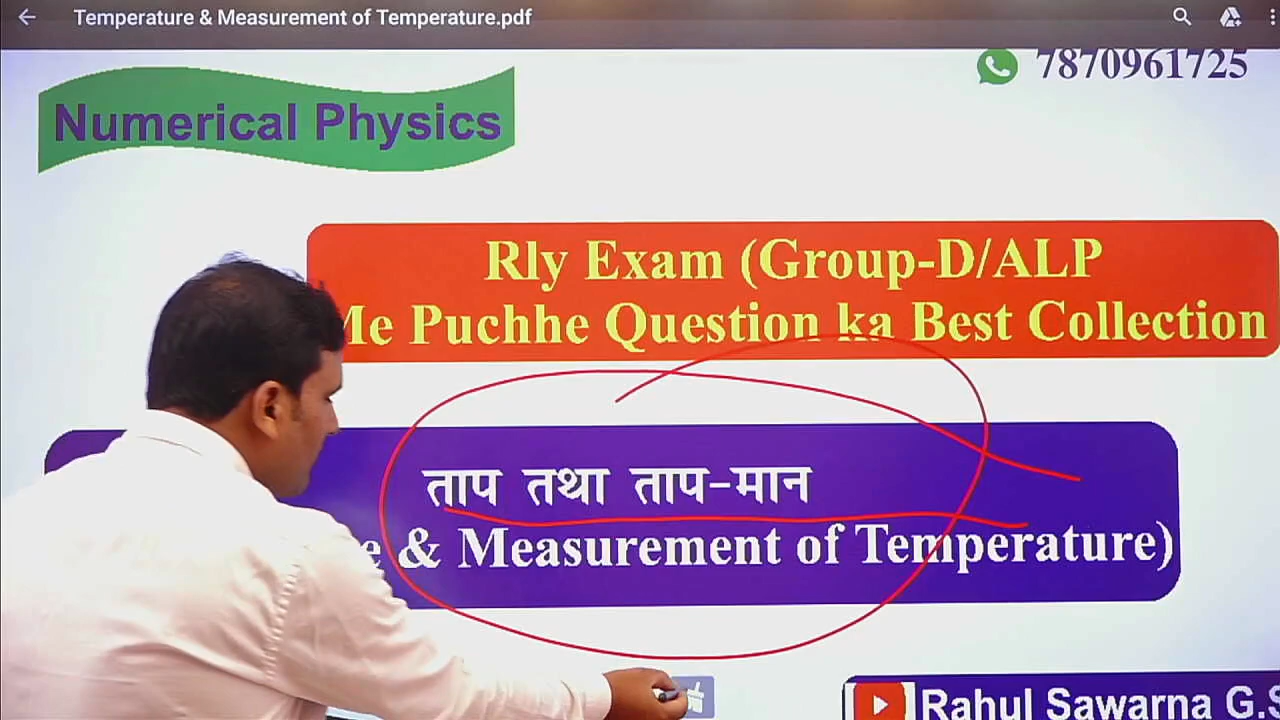 Temperature & Measurement of Temperature.pdf
7870961725
Numerical Physics
Rly Exam (Group-D/ALP
Me Puchhe Question ka Best Collection
ताप तथा ताप-मान
& Measurement of Temperature)
Rahul Sawarna G.S